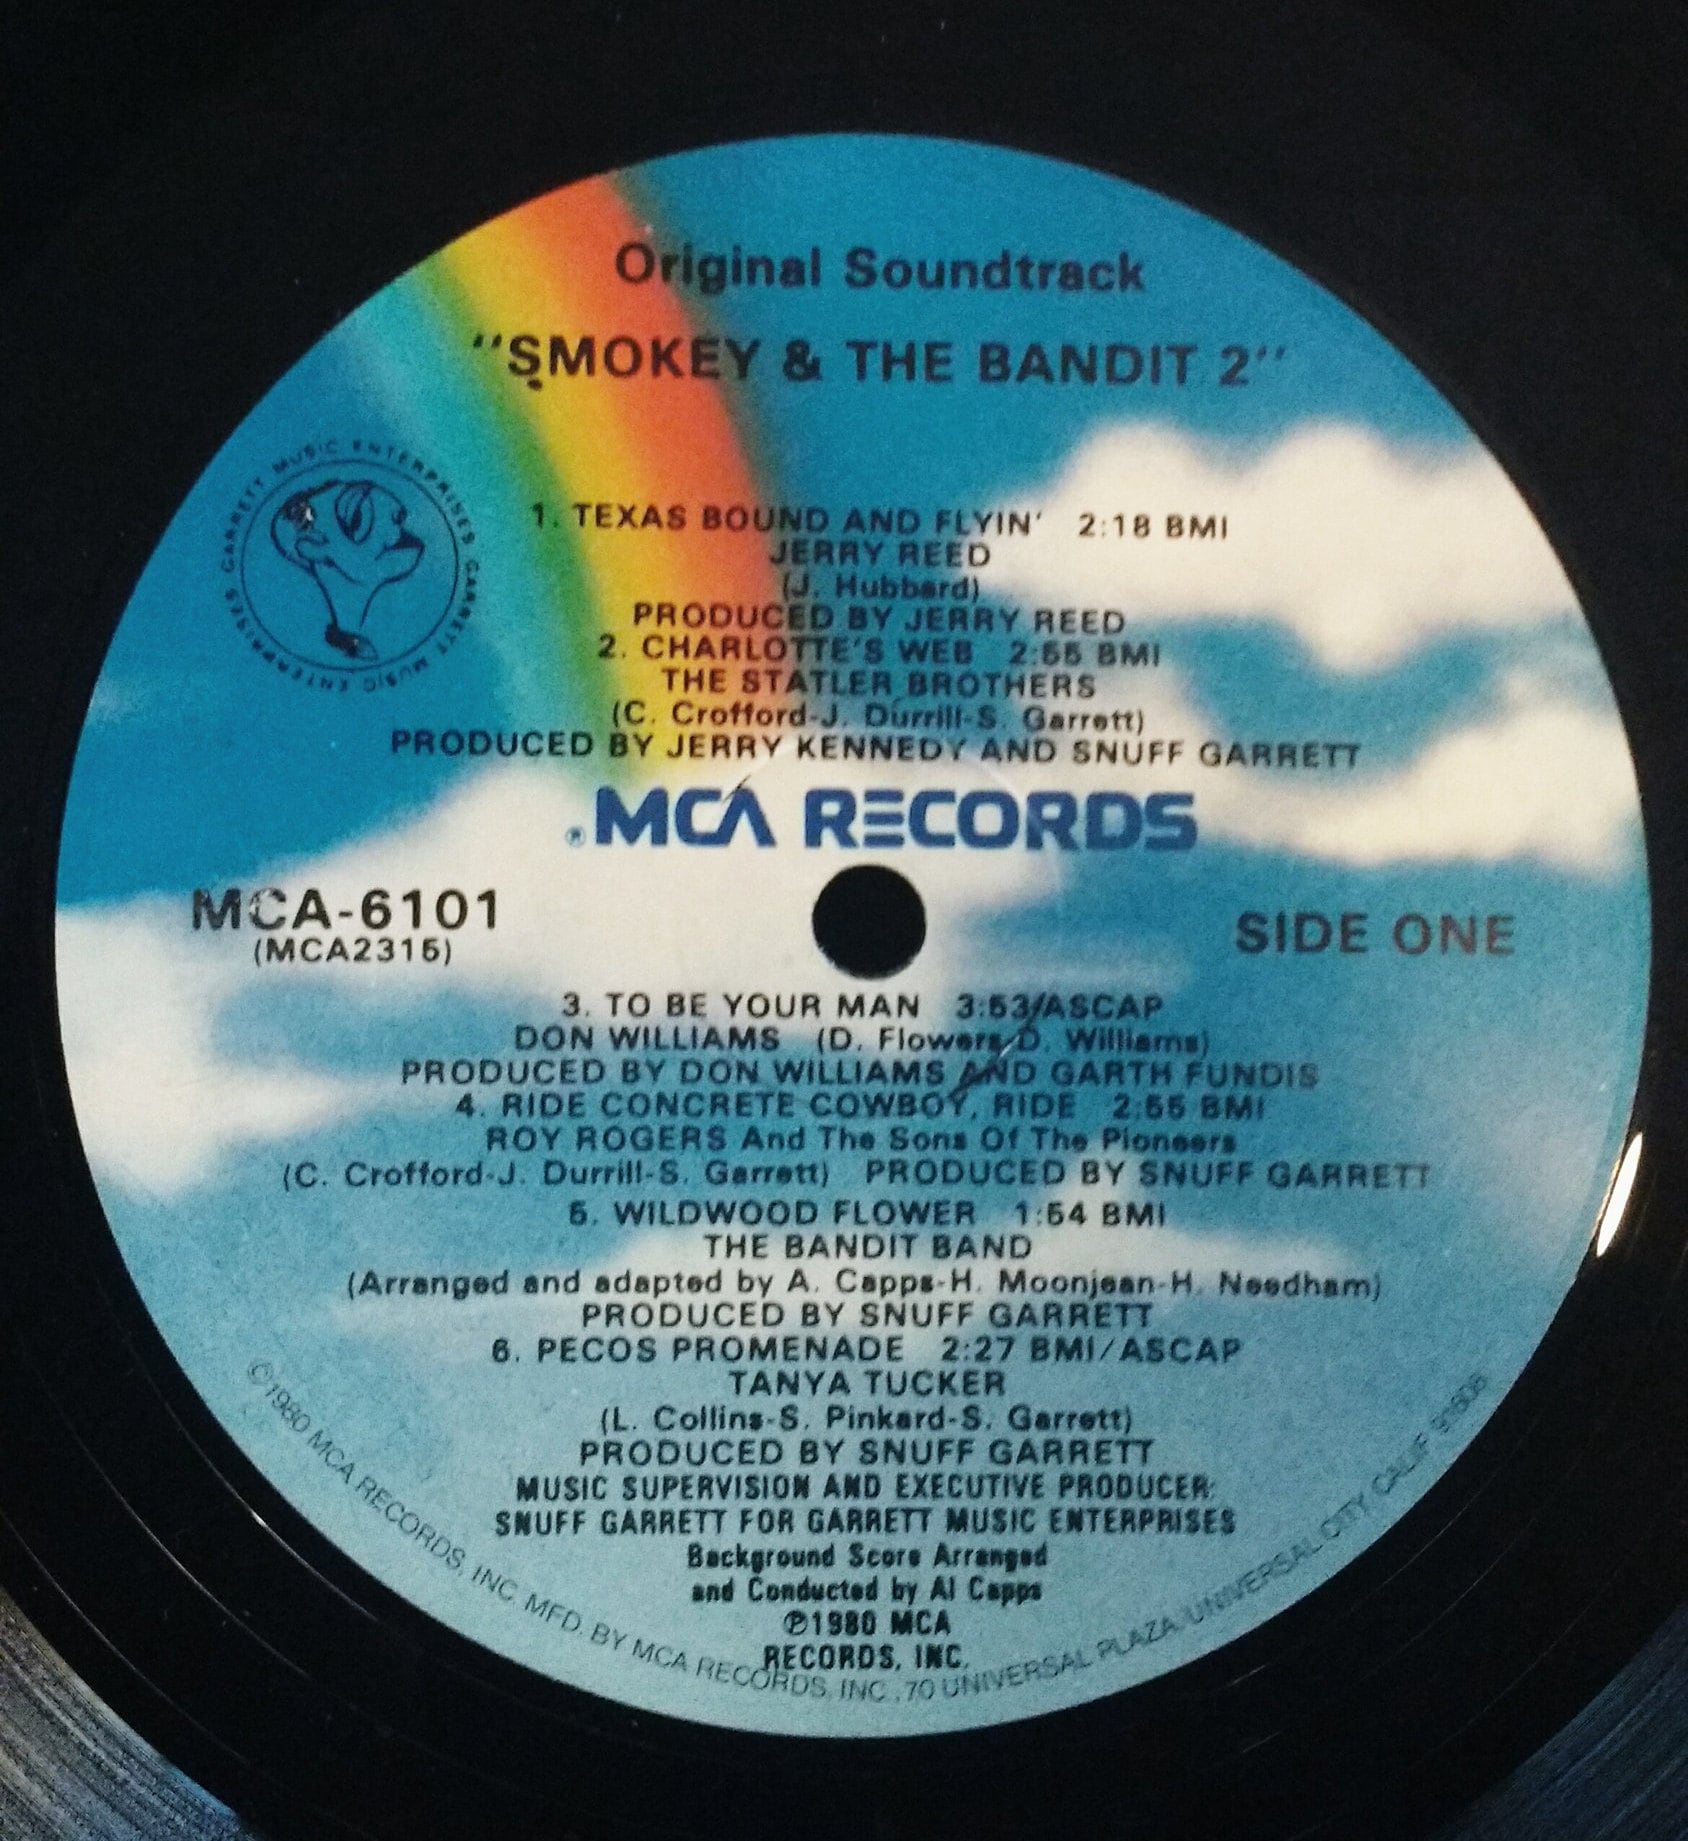 Original Soundtrack
"SMOKEY & THE BANDIT 2"
GARRETT MUSIC ENTERPRISES GARRETT MUSIC ENTERPRISES
1. TEXAS BOUND AND FLYIN' 2:18 BMI
JERRY REED
(J. Hubbard)
PRODUCED BY JERRY REED
2. CHARLOTTE'S WEB 2:55 BMI
THE STATLER BROTHERS
(C. Crofford-J. Durrill-S. Garrett)
PRODUCED BY JERRY KENNEDY AND SNUFF GARRETT
®MCA RECORDS
MCA-6101
(MCA2315)
SIDE ONE
3. TO BE YOUR MAN 3:53/ASCAP
DON WILLIAMS (D. Flowers-D. Williams)
PRODUCED BY DON WILLIAMS AND GARTH FUNDIS
4. RIDE CONCRETE COWBOY, RIDE 2:55 BMI
ROY ROGERS And The Sons Of The Pioneers
(C. Crofford-J. Durrill-S. Garrett) PRODUCED BY SNUFF GARRETT
5. WILDWOOD FLOWER 1:54 BMI
THE BANDIT BAND
(Arranged and adapted by A. Capps-H. Moonjean-H. Needham)
PRODUCED BY SNUFF GARRETT
6. PECOS PROMENADE 2:27 BMI/ASCAP
TANYA TUCKER
(L. Collins-S. Pinkard-S. Garrett)
PRODUCED BY SNUFF GARRETT
MUSIC SUPERVISION AND EXECUTIVE PRODUCER:
SNUFF GARRETT FOR GARRETT MUSIC ENTERPRISES
Background Score Arranged
and Conducted by Al Capps
℗1980 MCA
RECORDS, INC.
©1980 MCA RECORDS, INC. MFD. BY MCA RECORDS, INC., 70 UNIVERSAL PLAZA, UNIVERSAL CITY, CALIF 91608